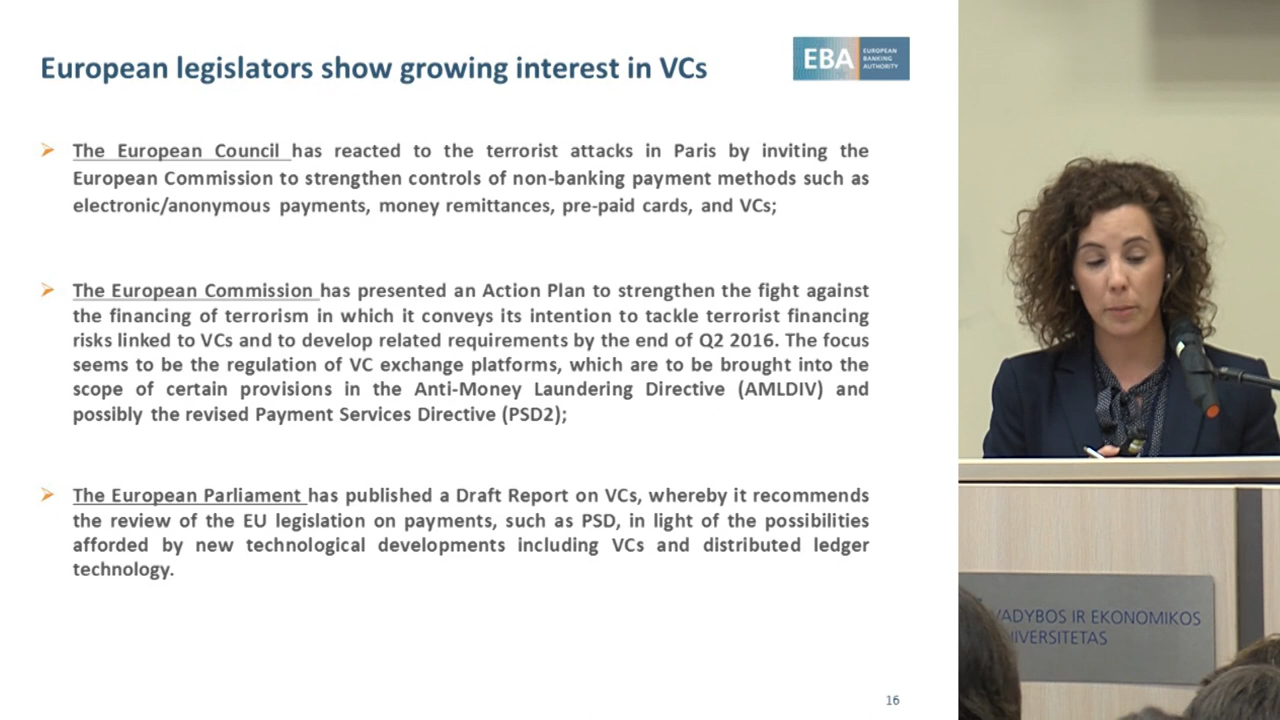 European legislators show growing interest in VCs
EBA
EUROPEAN
BANKING
AUTHORITY
The European Council has reacted to the terrorist attacks in Paris by inviting the
European Commission to strengthen controls of non-banking payment methods such as
electronic/anonymous payments, money remittances, pre-paid cards, and VCs;
The European Commission has presented an Action Plan to strengthen the fight against
the financing of terrorism in which it conveys its intention to tackle terrorist financing
risks linked to VCs and to develop related requirements by the end of Q2 2016. The focus
seems to be the regulation of VC exchange platforms, which are to be brought into the
scope of certain provisions in the Anti-Money Laundering Directive (AMLDIV) and
possibly the revised Payment Services Directive (PSD2);
The European Parliament has published a Draft Report on VCs, whereby it recommends
the review of the EU legislation on payments, such as PSD, in light of the possibilities
afforded by new technological developments including VCs and distributed ledger
technology.
16
VADYBOS IR EKONOMIKOS
NIVERSITETAS